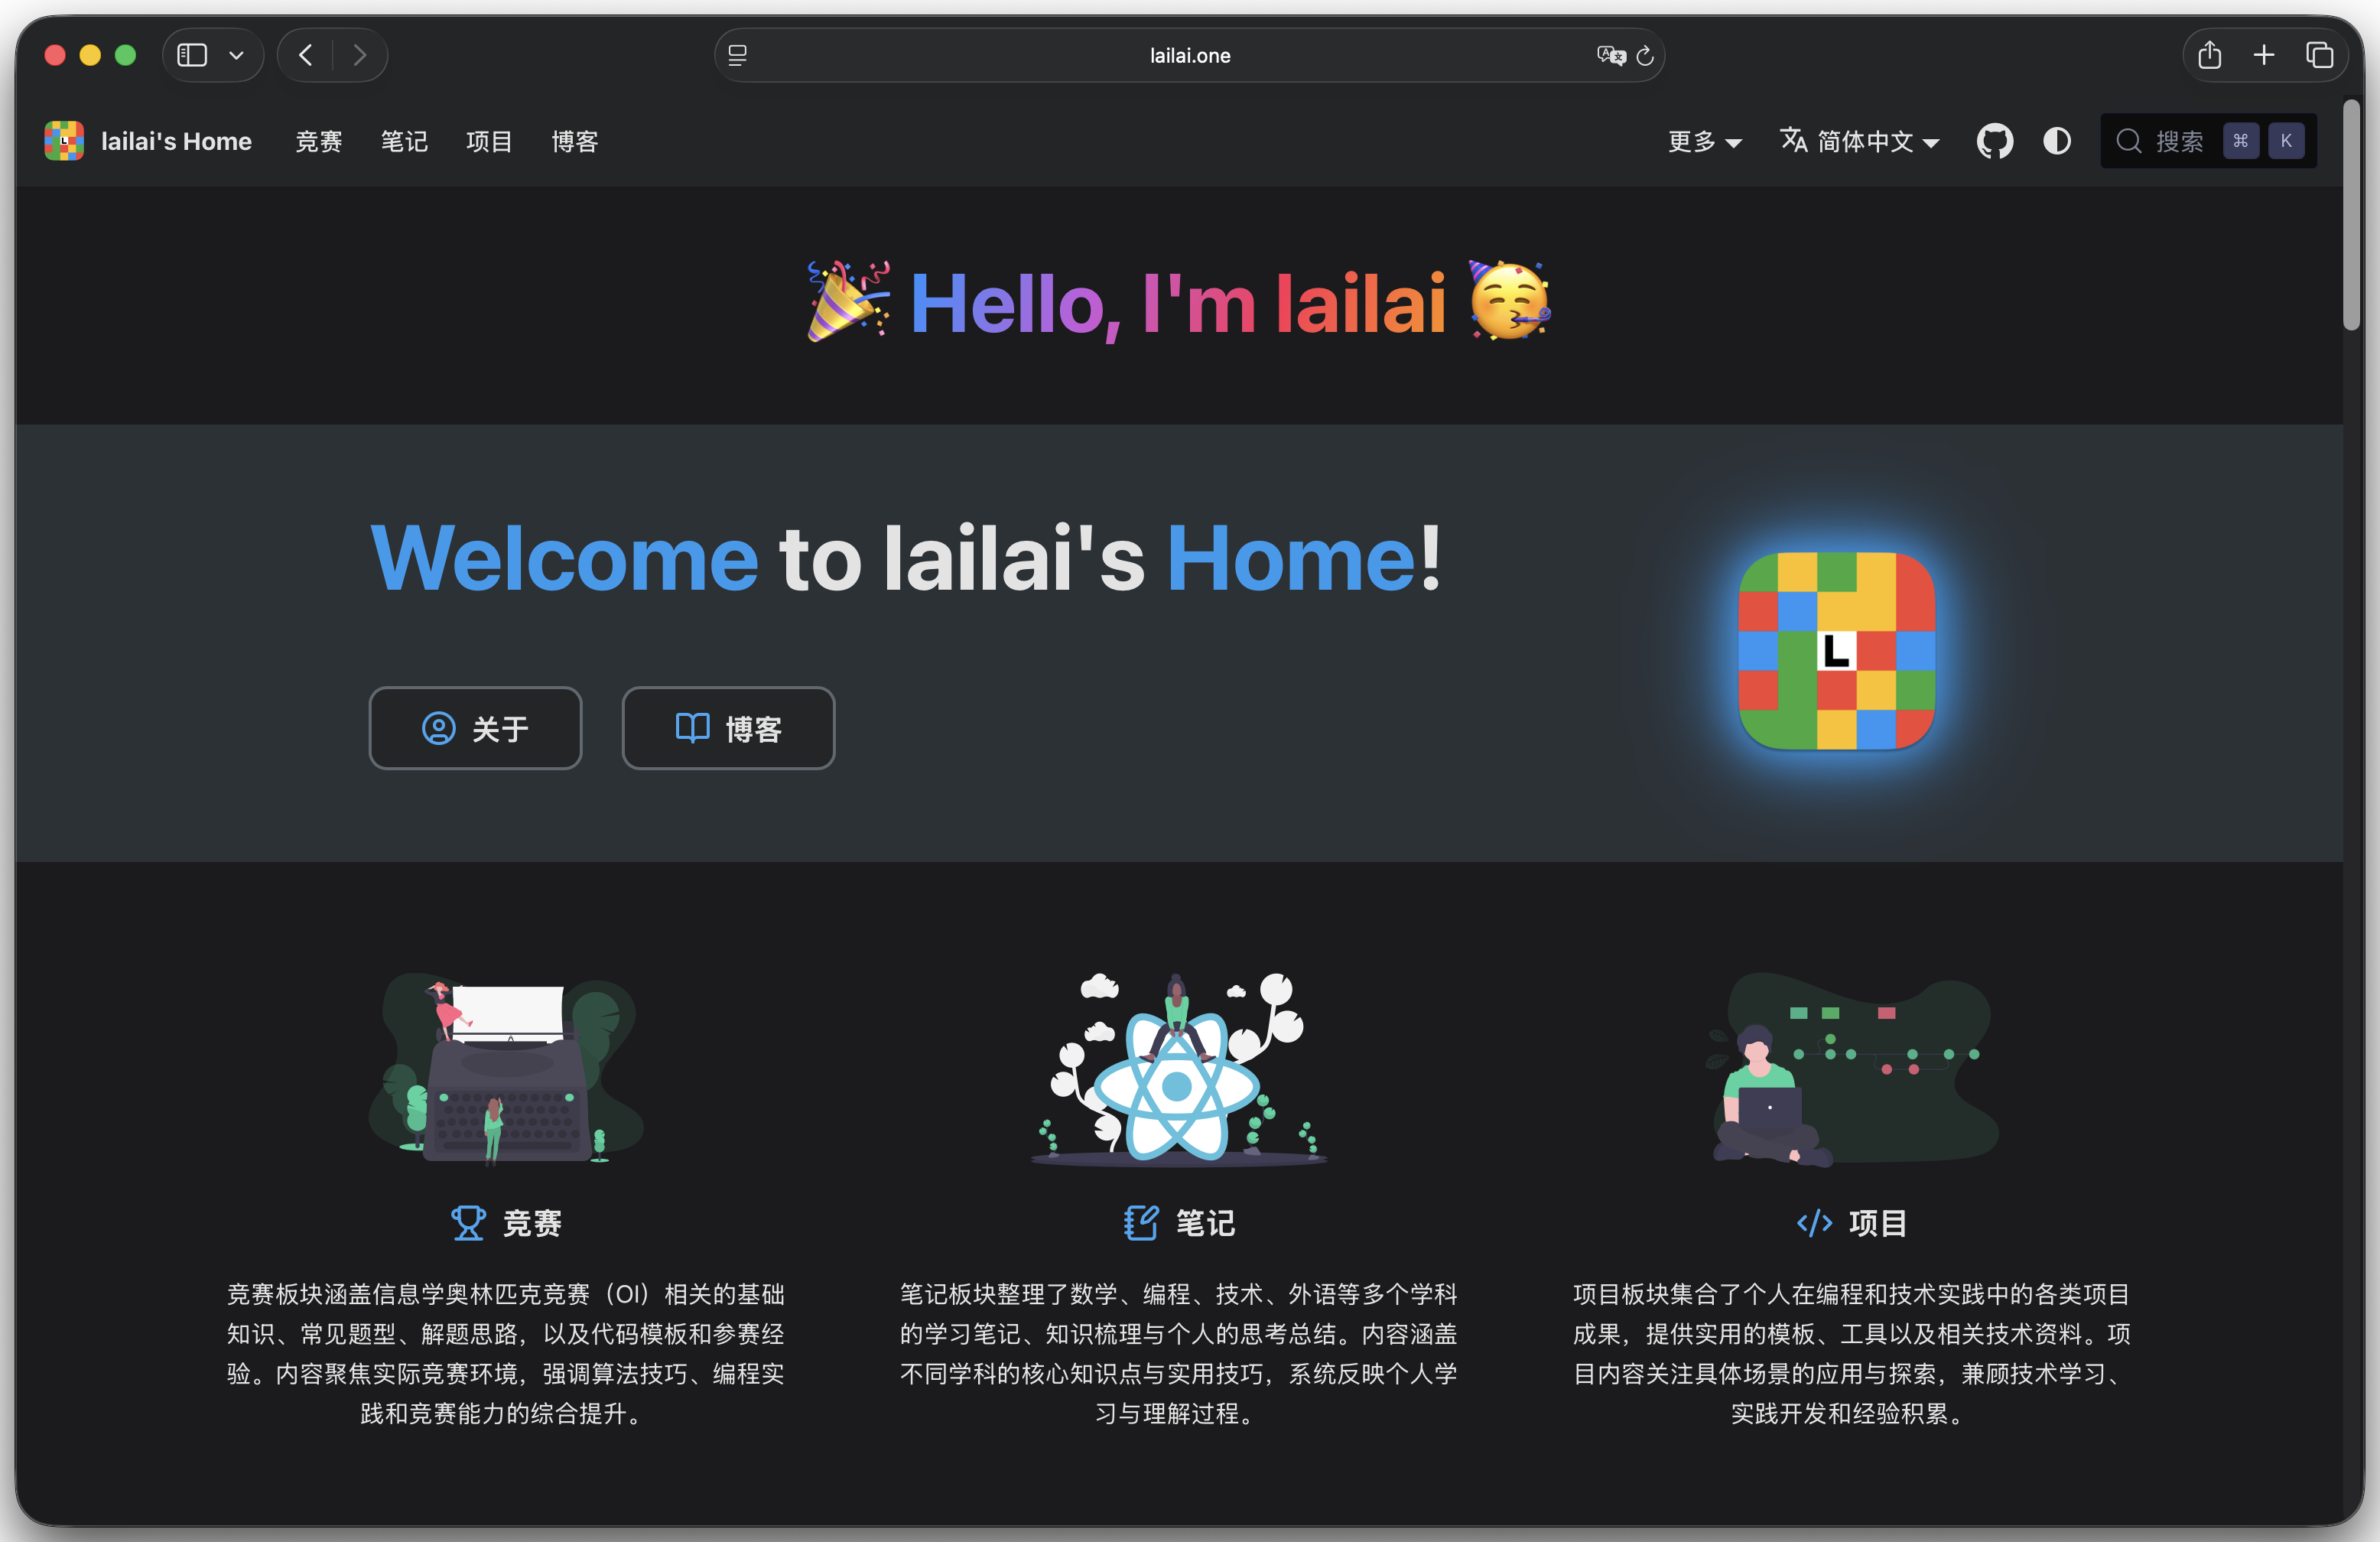 lailai.one
lailai's Home 竞赛 笔记 项目 博客 更多 简体中文 搜索 ⌘ K
🎉 Hello, I'm lailai 🥳
Welcome to lailai's Home!
L
关于 博客
竞赛
竞赛板块涵盖信息学奥林匹克竞赛（OI）相关的基础
知识、常见题型、解题思路，以及代码模板和参赛经
验。内容聚焦实际竞赛环境，强调算法技巧、编程实
践和竞赛能力的综合提升。
笔记
笔记板块整理了数学、编程、技术、外语等多个学科
的学习笔记、知识梳理与个人的思考总结。内容涵盖
不同学科的核心知识点与实用技巧，系统反映个人学
习与理解过程。
项目
项目板块集合了个人在编程和技术实践中的各类项目
成果，提供实用的模板、工具以及相关技术资料。项
目内容关注具体场景的应用与探索，兼顾技术学习、
实践开发和经验积累。